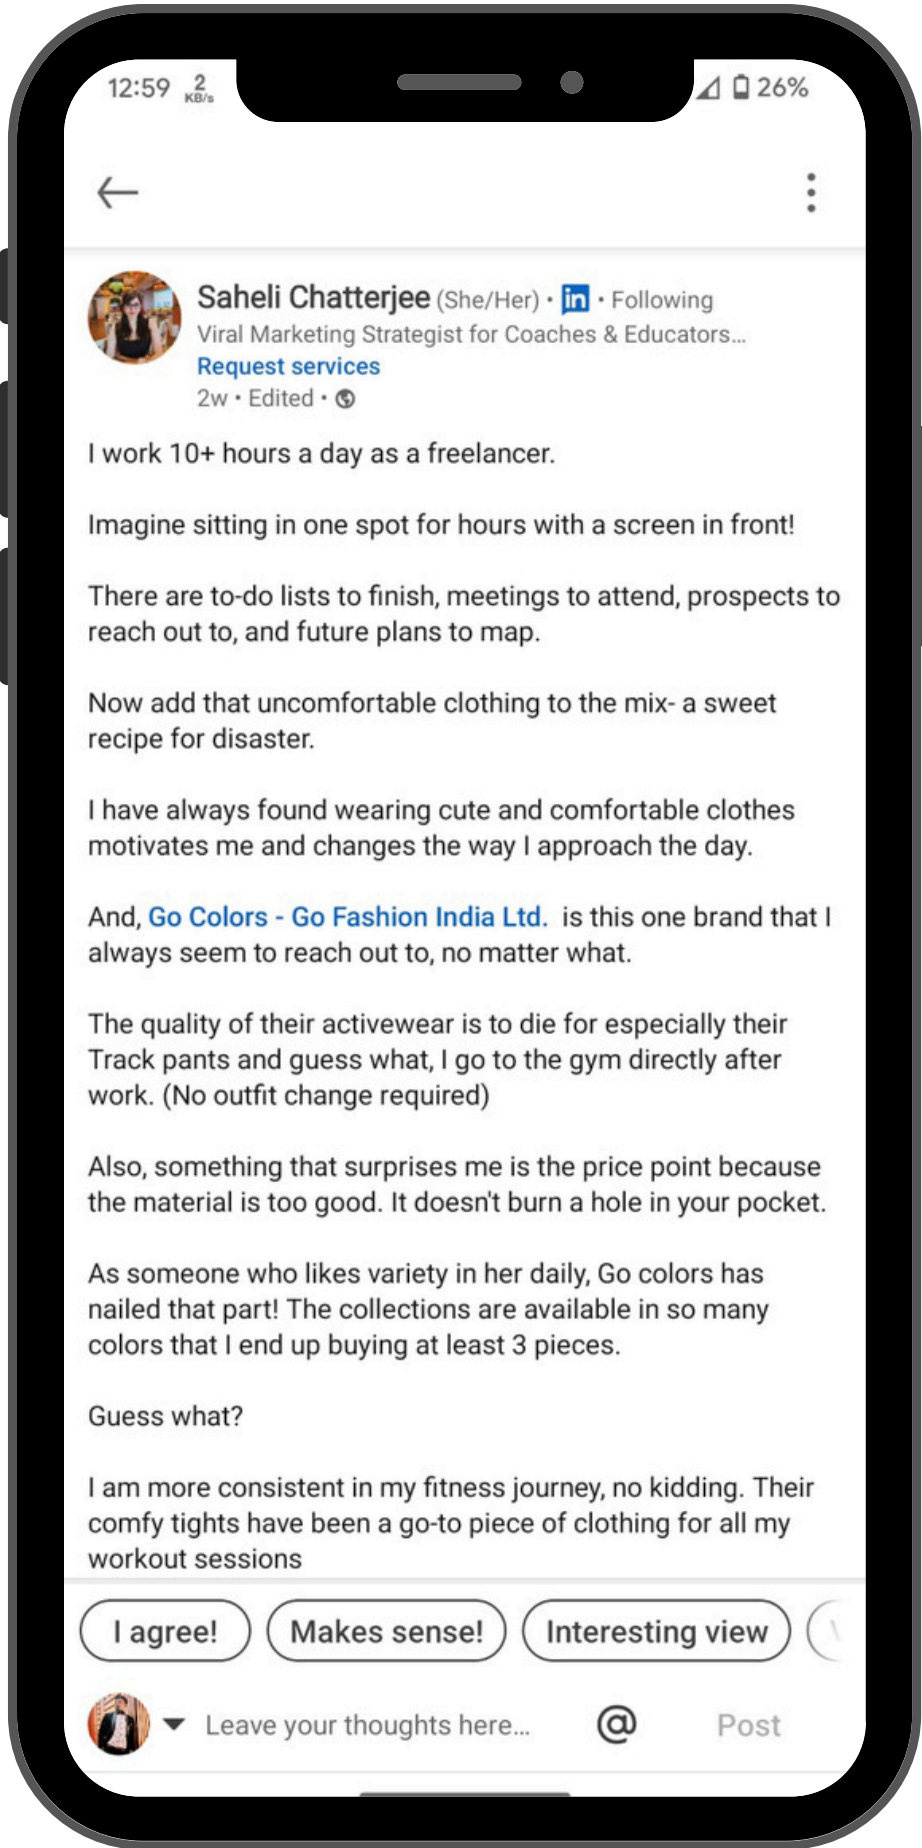 12:59 2 KB/s 26%
Saheli Chatterjee (She/Her) • in • Following
Viral Marketing Strategist for Coaches & Educators...
Request services
2w • Edited •
I work 10+ hours a day as a freelancer.
Imagine sitting in one spot for hours with a screen in front!
There are to-do lists to finish, meetings to attend, prospects to
reach out to, and future plans to map.
Now add that uncomfortable clothing to the mix- a sweet
recipe for disaster.
I have always found wearing cute and comfortable clothes
motivates me and changes the way I approach the day.
And, Go Colors - Go Fashion India Ltd.  is this one brand that I
always seem to reach out to, no matter what.
The quality of their activewear is to die for especially their
Track pants and guess what, I go to the gym directly after
work. (No outfit change required)
Also, something that surprises me is the price point because
the material is too good. It doesn't burn a hole in your pocket.
As someone who likes variety in her daily, Go colors has
nailed that part! The collections are available in so many
colors that I end up buying at least 3 pieces.
Guess what?
I am more consistent in my fitness journey, no kidding. Their
comfy tights have been a go-to piece of clothing for all my
workout sessions
I agree! Makes sense! Interesting view
Leave your thoughts here... @ Post